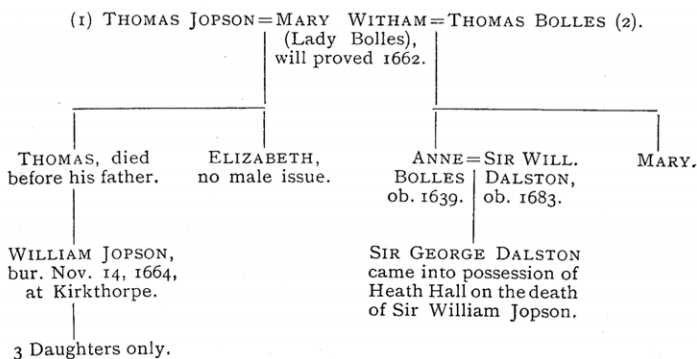 (1) THOMAS JOPSON=MARY WITHAM=THOMAS BOLLES (2).
(Lady Bolles),
will proved 1662.
THOMAS, died
before his father.
ELIZABETH,
no male issue.
ANNE=SIR WILL.
BOLLES DALSTON,
ob. 1639. ob. 1683.
MARY.
WILLIAM JOPSON,
bur. Nov. 14, 1664,
at Kirkthorpe.
SIR GEORGE DALSTON
came into possession of
Heath Hall on the death
of Sir William Jopson.
3 Daughters only.